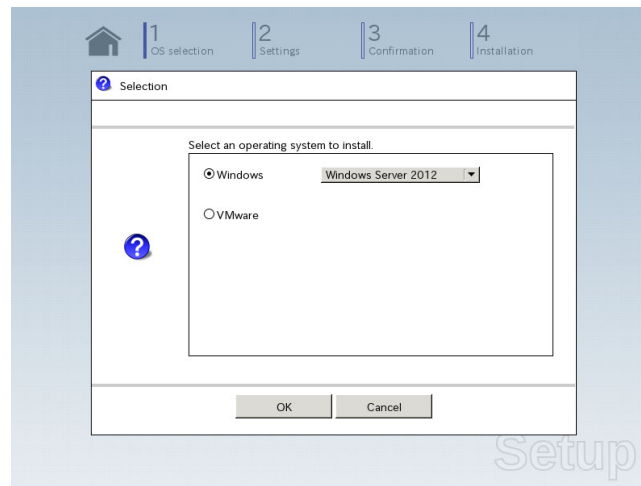 1 2 3 4
OS selection Settings Confirmation Installation
Selection
Select an operating system to install.
Windows Windows Server 2012
VMware
OK Cancel
Setup